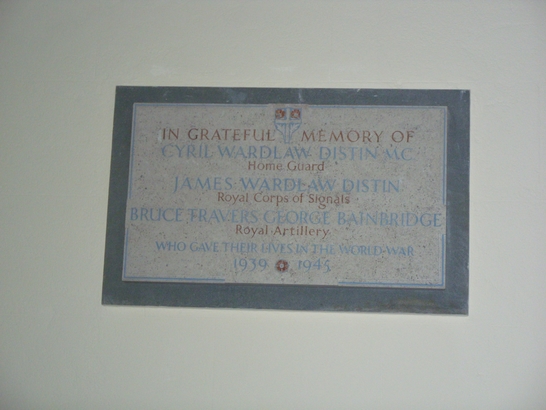 IN GRATEFUL MEMORY OF
CYRIL WARDLAW DISTIN MC
Home Guard
JAMES WARDLAW DISTIN
Royal Corps of Signals
BRUCE TRAVERS GEORGE BAINBRIDGE
Royal Artillery
WHO GAVE THEIR LIVES IN THE WORLD WAR
1939 1945